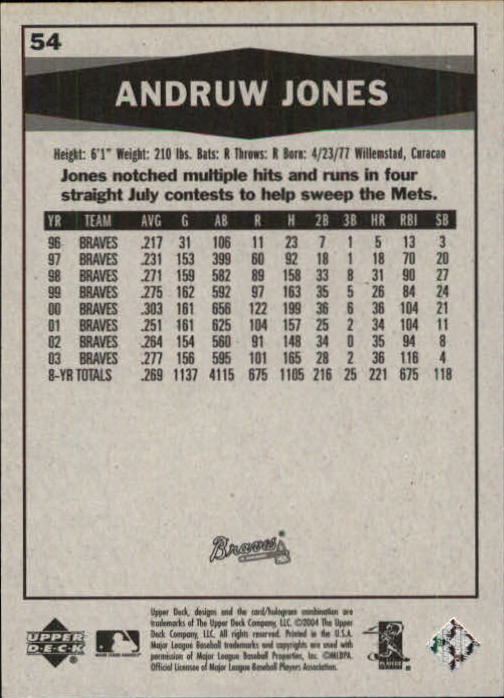 54
ANDRUW JONES
Height: 6'1" Weight: 210 lbs. Bats: R Throws: R Born: 4/23/77 Willemstad, Curacao
Jones notched multiple hits and runs in four
straight July contests to help sweep the Mets.
YR TEAM AVG G AB R H 2B 3B HR RBI SB
96 BRAVES .217 31 106 11 23 7 1 5 13 3
97 BRAVES .231 153 399 60 92 18 1 18 70 20
98 BRAVES .271 159 582 89 158 33 8 31 90 27
99 BRAVES .275 162 592 97 163 35 5 26 84 24
00 BRAVES .303 161 656 122 199 36 6 36 104 21
01 BRAVES .251 161 625 104 157 25 2 34 104 11
02 BRAVES .264 154 560 91 148 34 0 35 94 8
03 BRAVES .277 156 595 101 165 28 2 36 116 4
8-YR TOTALS .269 1137 4115 675 1105 216 25 221 675 118
Braves®
Upper Deck, designs and the card/hologram combination are
trademarks of The Upper Deck Company, LLC. ©2004 The Upper
Deck Company, LLC. All rights reserved. Printed in the U.S.A.
Major League Baseball trademarks and copyrights are used with
permission of Major League Baseball Properties, Inc. ©MLBPA.
Official Licensee of Major League Baseball Players Association.
UPPER
DECK